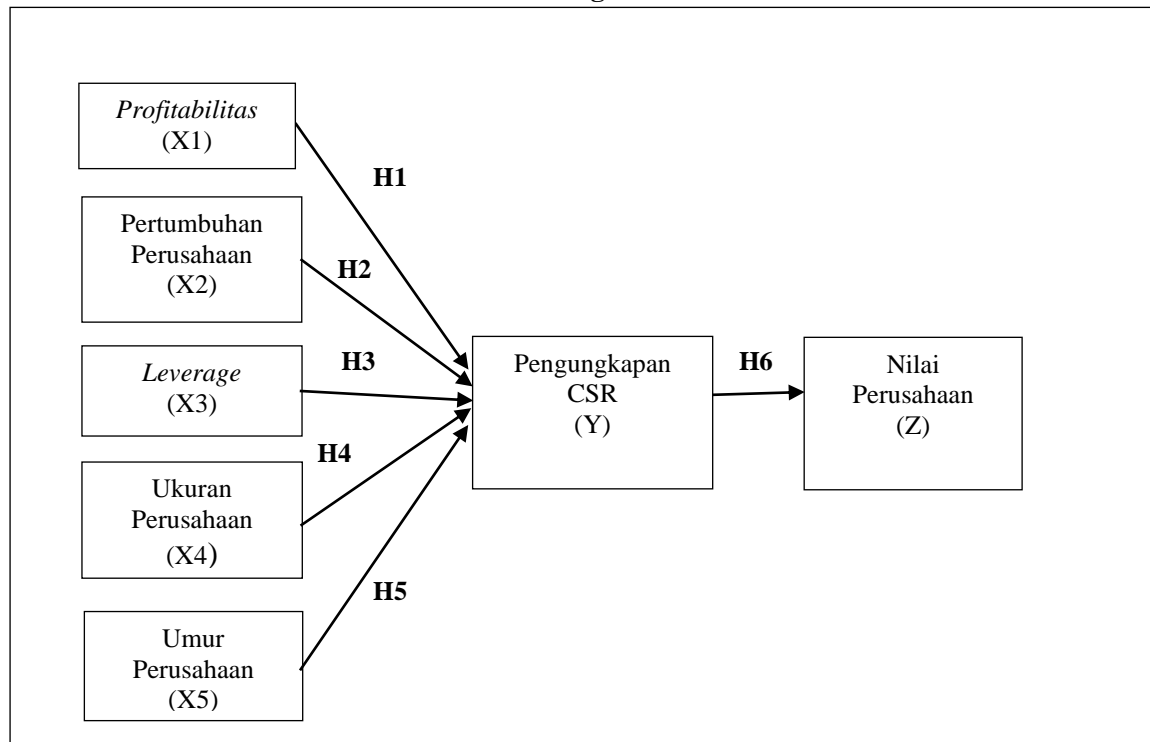 Profitabilitas
(X1)
H1
Pertumbuhan
Perusahaan
(X2)
H2
Leverage
(X3)
H3
Ukuran
Perusahaan
(X4)
H4
Umur
Perusahaan
(X5)
H5
Pengungkapan
CSR
(Y)
H6
Nilai
Perusahaan
(Z)